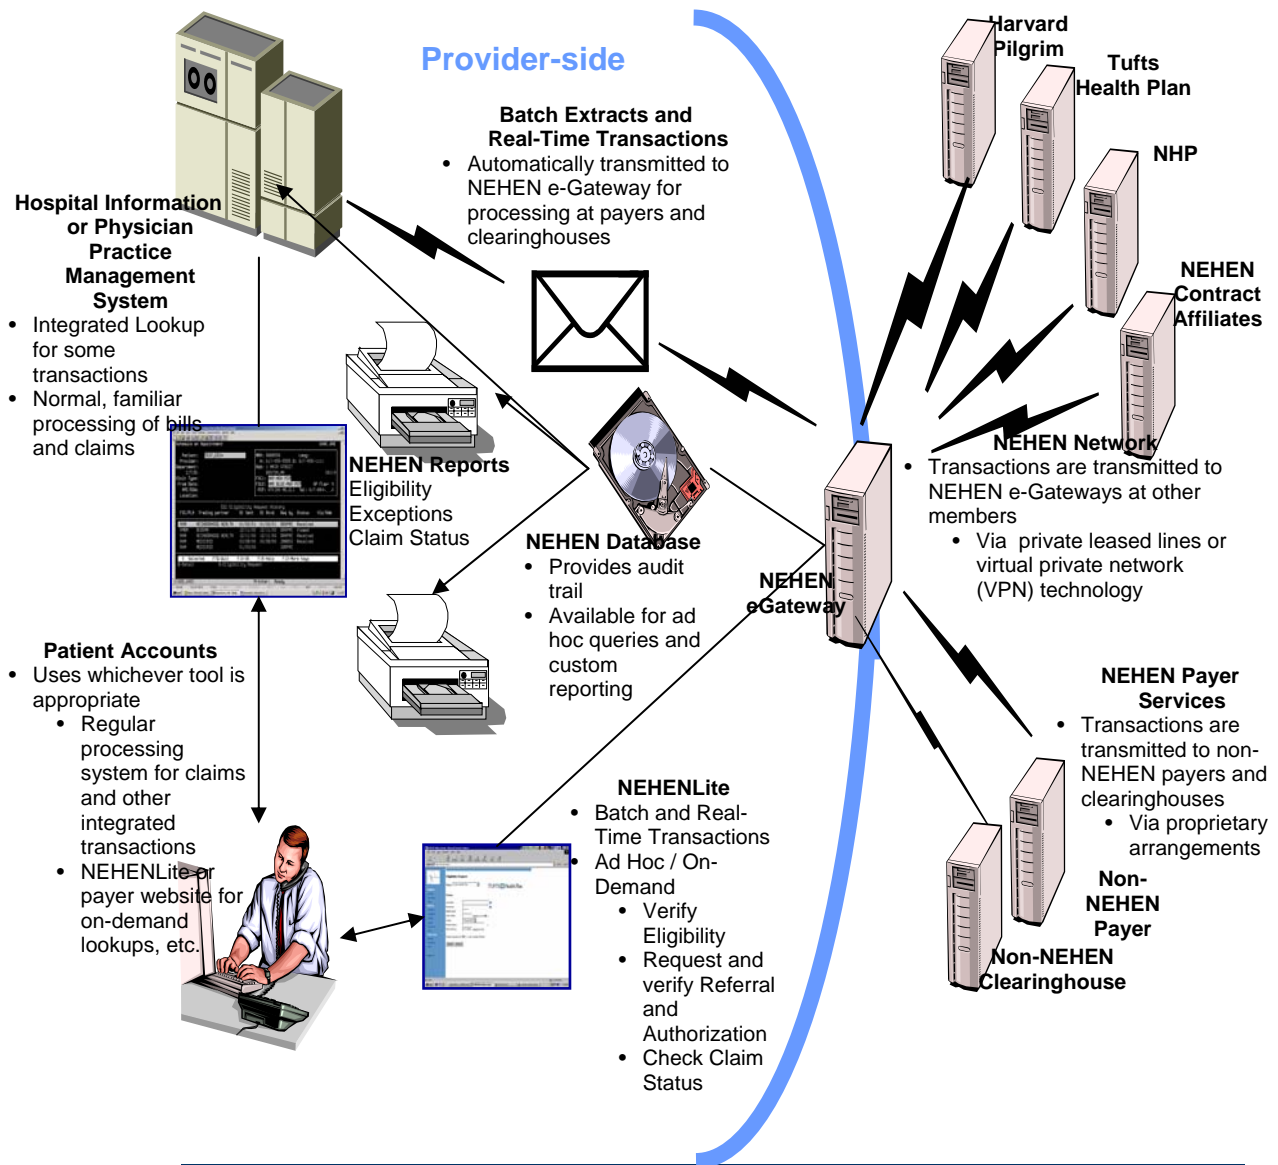 Provider-side
Batch Extracts and
Real-Time Transactions
• Automatically transmitted to
NEHEN e-Gateway for
processing at payers and
clearinghouses
Hospital Information
or Physician
Practice
Management
System
• Integrated Lookup
for some
transactions
• Normal, familiar
processing of bills
and claims
NEHEN Reports
Eligibility
Exceptions
Claim Status
NEHEN Database
• Provides audit
trail
• Available for ad
hoc queries and
custom
reporting
NEHEN
eGateway
Patient Accounts
• Uses whichever tool is
appropriate
• Regular
processing
system for claims
and other
integrated
transactions
• NEHENLite or
payer website for
on-demand
lookups, etc.
NEHENLite
• Batch and Real-
Time Transactions
• Ad Hoc / On-
Demand
• Verify
Eligibility
• Request and
verify Referral
and
Authorization
• Check Claim
Status
Harvard
Pilgrim
Tufts
Health Plan
NHP
NEHEN
Contract
Affiliates
NEHEN Network
• Transactions are transmitted to
NEHEN e-Gateways at other
members
• Via private leased lines or
virtual private network
(VPN) technology
NEHEN Payer
Services
• Transactions are
transmitted to non-
NEHEN payers and
clearinghouses
• Via proprietary
arrangements
Non-
NEHEN
Payer
Non-NEHEN
Clearinghouse